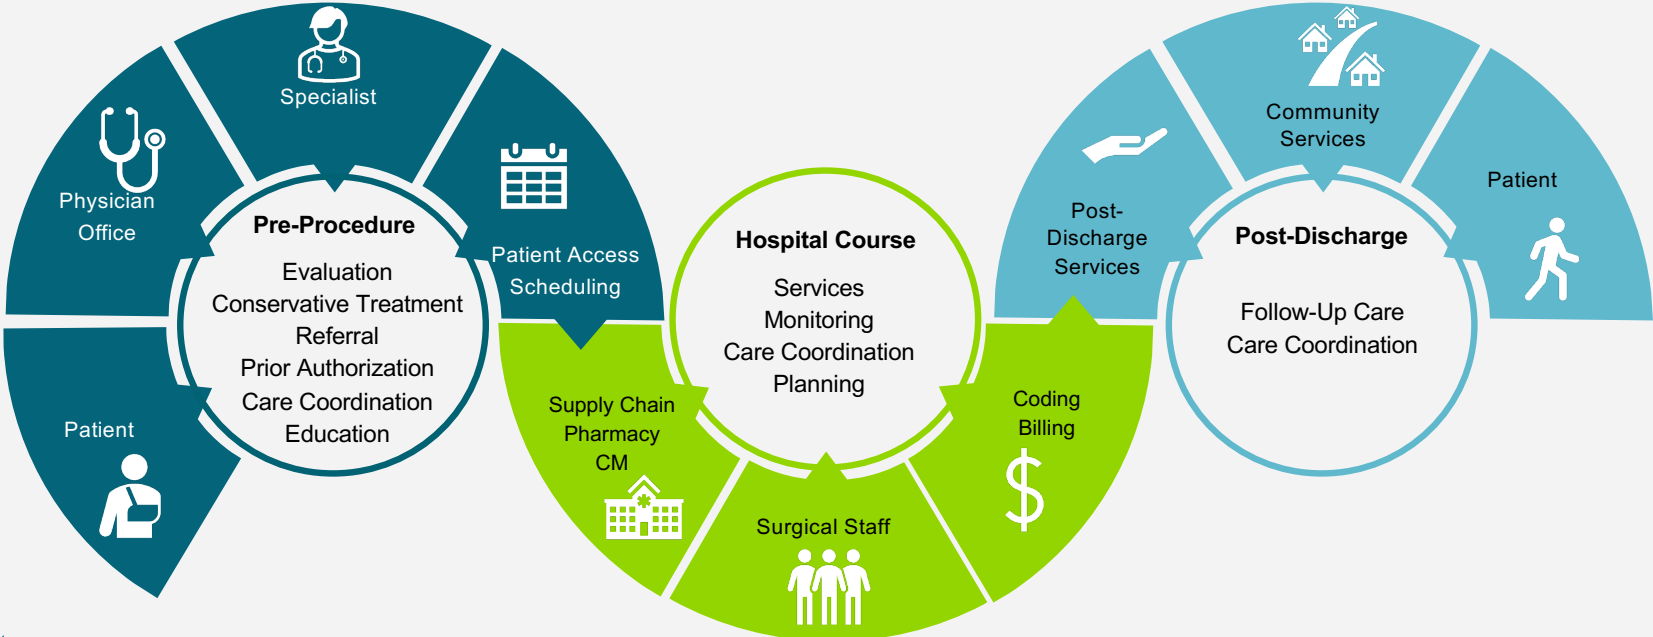 Patient
Physician
Office
Specialist
Patient Access
Scheduling
Pre-Procedure
Evaluation
Conservative Treatment
Referral
Prior Authorization
Care Coordination
Education
Supply Chain
Pharmacy
CM
Surgical Staff
Coding
Billing
Hospital Course
Services
Monitoring
Care Coordination
Planning
Post-
Discharge
Services
Community
Services
Patient
Post-Discharge
Follow-Up Care
Care Coordination